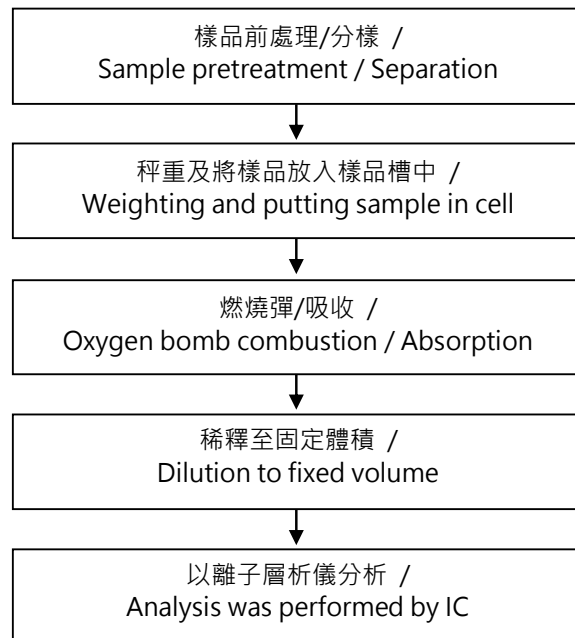 樣品前處理/分樣 /
Sample pretreatment / Separation
秤重及將樣品放入樣品槽中 /
Weighting and putting sample in cell
燃燒彈/吸收 /
Oxygen bomb combustion / Absorption
稀釋至固定體積 /
Dilution to fixed volume
以離子層析儀分析 /
Analysis was performed by IC